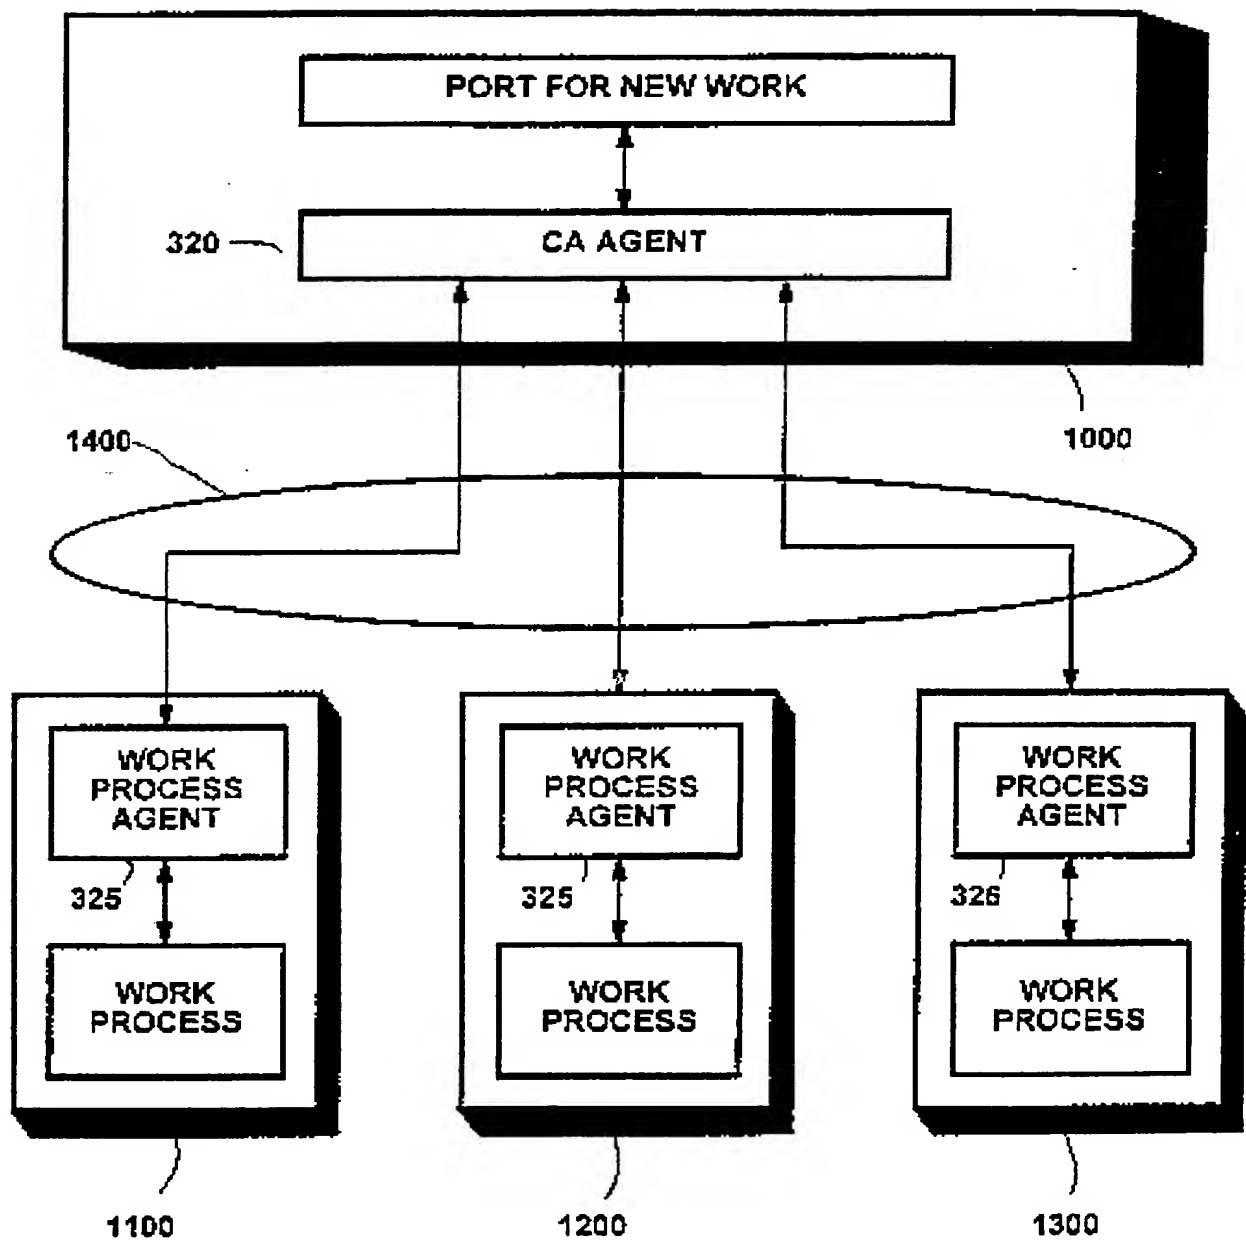 PORT FOR NEW WORK
320
CA AGENT
1400
1000
WORK
PROCESS
AGENT
WORK
PROCESS
AGENT
WORK
PROCESS
AGENT
325
325
326
WORK
PROCESS
WORK
PROCESS
WORK
PROCESS
1100
1200
1300